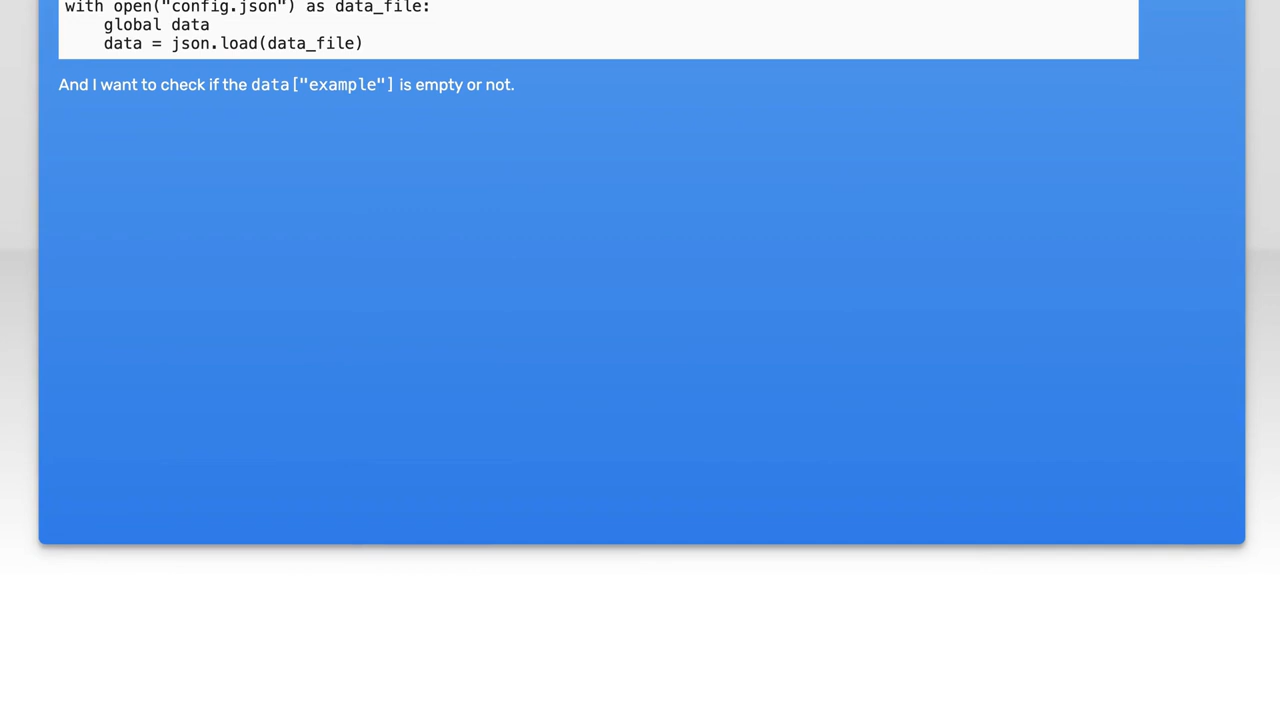 with open("config.json") as data_file:
    global data
    data = json.load(data_file)
And I want to check if the data["example"] is empty or not.